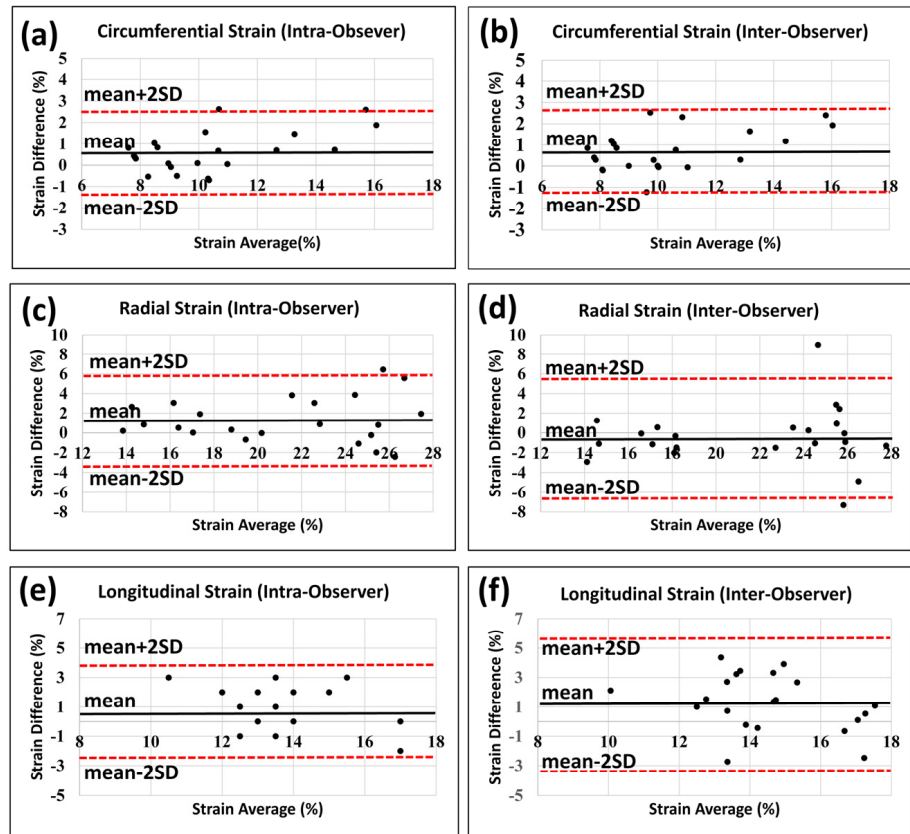 (a)
Circumferential Strain (Intra-Obsever)
Strain Difference (%)
5
4
3
2
1
0
-1
-2
-3
mean+2SD
mean
mean-2SD
6 8 10 12 14 16 18
Strain Average(%)
(b)
Circumferential Strain (Inter-Observer)
Strain Difference (%)
5
4
3
2
1
0
-1
-2
-3
mean+2SD
mean
mean-2SD
6 8 10 12 14 16 18
Strain Average (%)
(c)
Radial Strain (Intra-Observer)
Strain Difference (%)
10
8
6
4
2
0
-2
-4
-6
-8
mean+2SD
mean
mean-2SD
12 14 16 18 20 22 24 26 28
Strain Average (%)
(d)
Radial Strain (Inter-Observer)
Strain Difference (%)
10
8
6
4
2
0
-2
-4
-6
-8
mean+2SD
mean
mean-2SD
12 14 16 18 20 22 24 26 28
Strain Average (%)
(e)
Longitudinal Strain (Intra-Observer)
Strain Difference (%)
7
5
3
1
-1
-3
-5
mean+2SD
mean
mean-2SD
8 10 12 14 16 18
Strain Average (%)
(f)
Longitudinal Strain (Inter-Observer)
Strain Differeence (%)
7
5
3
1
-1
-3
-5
mean+2SD
mean
mean-2SD
8 10 12 14 16 18
Strain Average (%)